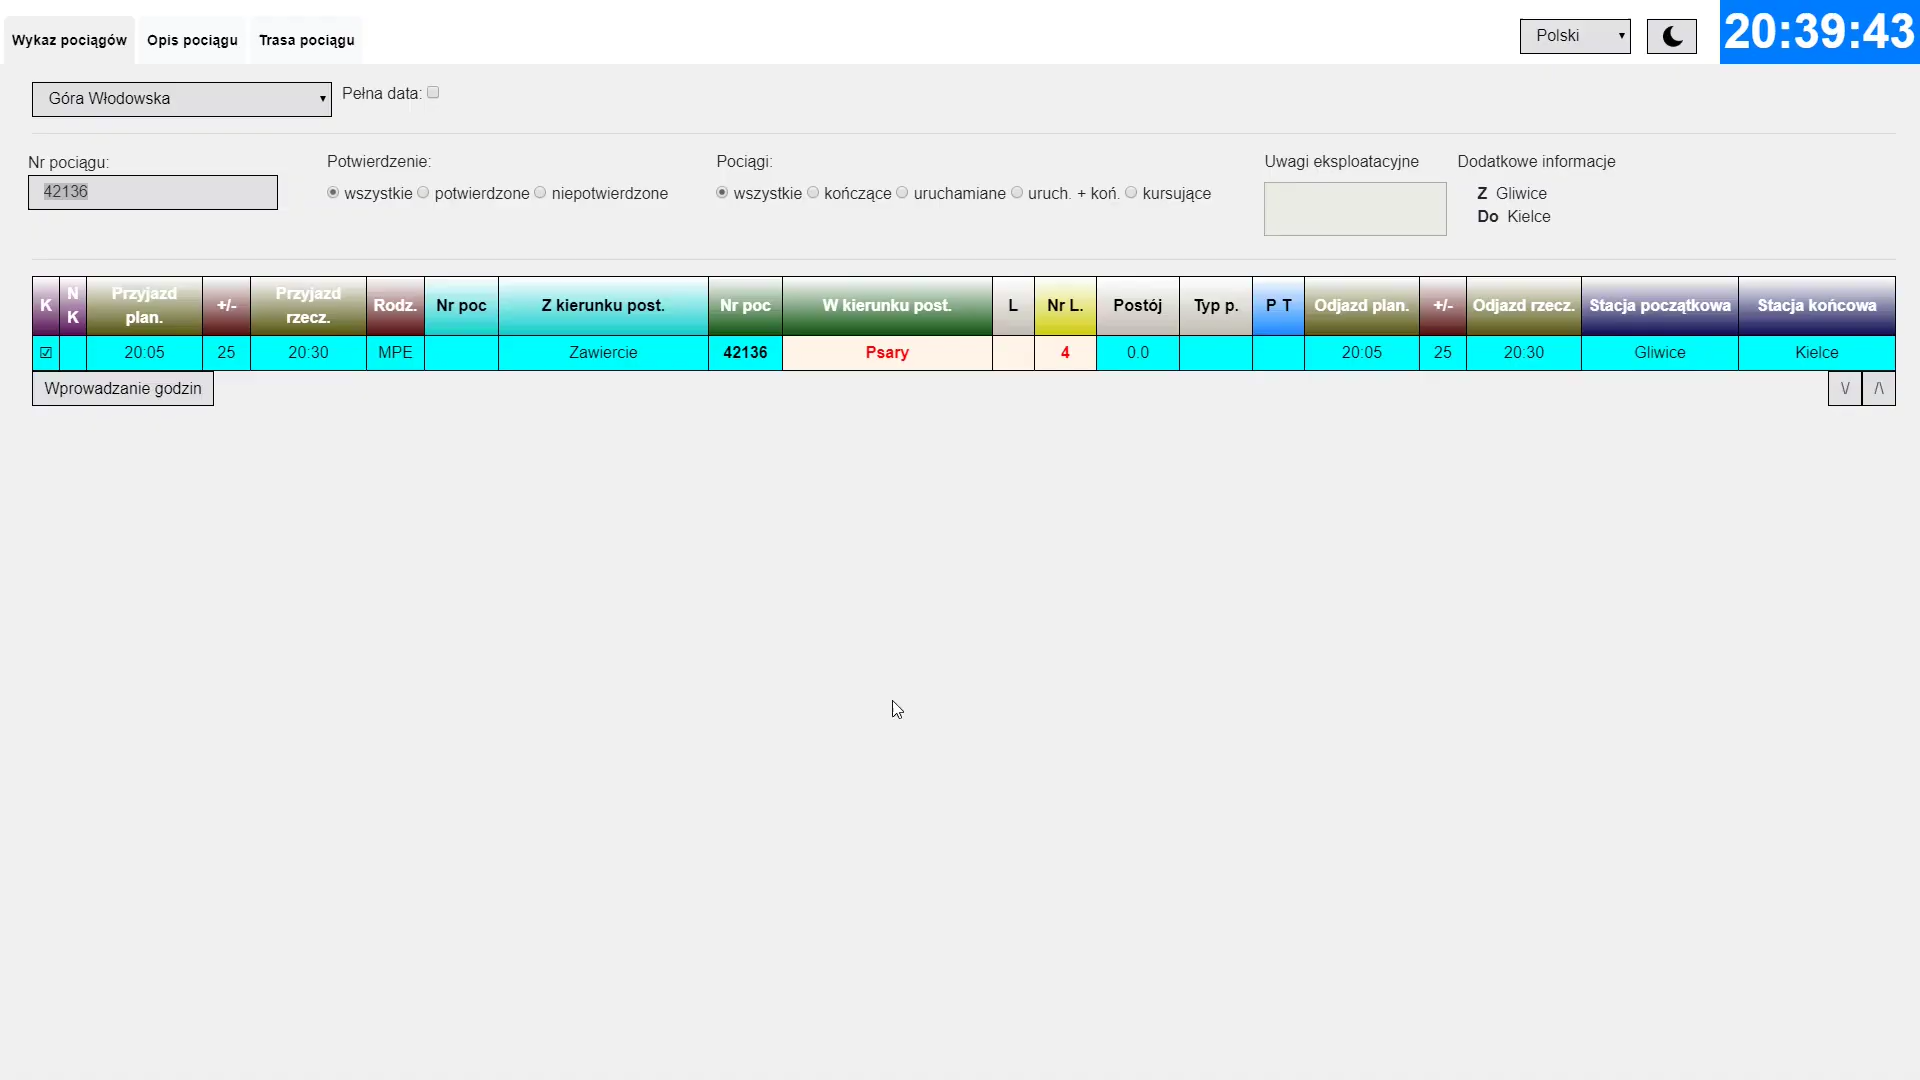 Wykaz pociągów Opis pociągu Trasa pociągu Polski 20:39:43
Góra Włodowska Pełna data:
Nr pociągu: Potwierdzenie: Pociągi: Uwagi eksploatacyjne Dodatkowe informacje
42136 wszystkie potwierdzone niepotwierdzone wszystkie kończące uruchamiane uruch. + koń. kursujące Z Gliwice
Do Kielce
K N K Przyjazd plan. +/- Przyjazd rzecz. Rodz. Nr poc Z kierunku post. Nr poc W kierunku post. L Nr L. Postój Typ p. P T Odjazd plan. +/- Odjazd rzecz. Stacja początkowa Stacja końcowa
20:05 25 20:30 MPE Zawiercie 42136 Psary 4 0.0 20:05 25 20:30 Gliwice Kielce
Wprowadzanie godzin \/ /\